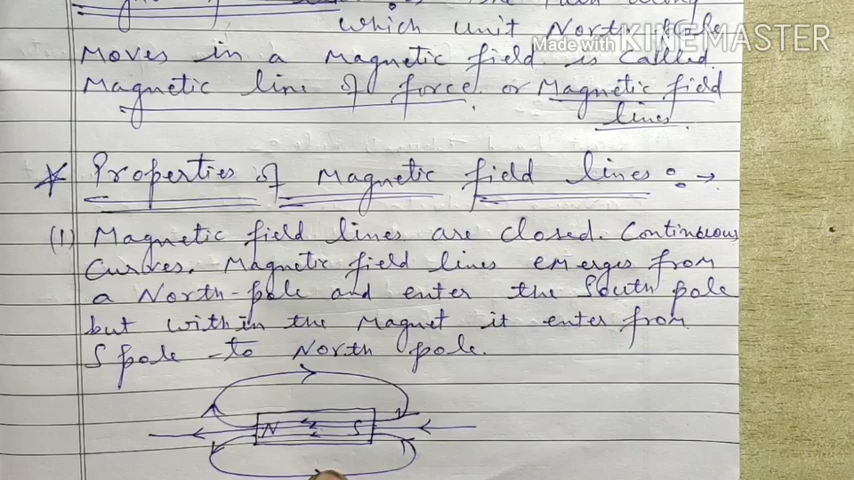 which unit North Pole
Made with KINEMASTER
Moves in a Magnetic field is Called
Magnetic line of force. or Magnetic field
lines.
Properties of Magnetic field lines :→
(1) Magnetic field lines are closed. Continuous
Curves. Magnetic field lines emerges from
a North-pole and enter the South pole
but within the Magnet it enter from
S pole to North pole.
N S